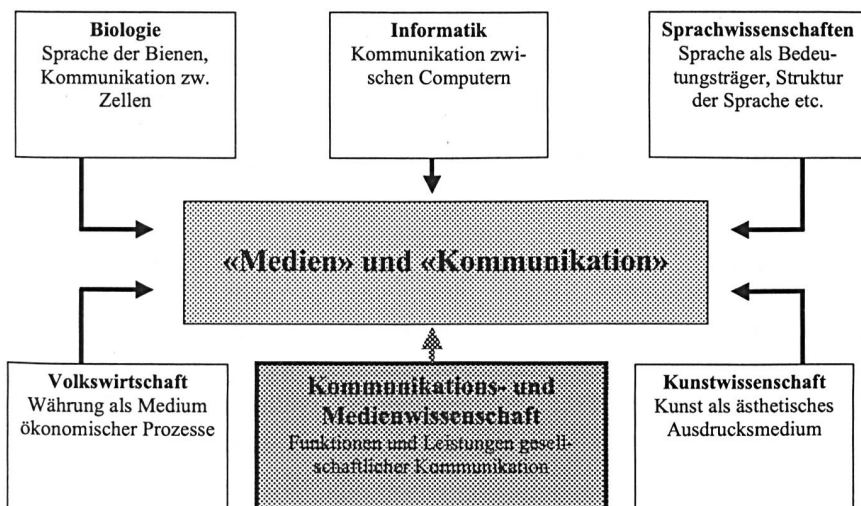 Biologie
Sprache der Bienen,
Kommunikation zw.
Zellen
Informatik
Kommunikation zwi-
schen Computern
Sprachwissenschaften
Sprache als Bedeu-
tungsträger, Struktur
der Sprache etc.
«Medien» und «Kommunikation»
Volkswirtschaft
Währung als Medium
ökonomischer Prozesse
Kommunikations- und
Medienwissenschaft
Funktionen und Leistungen gesell-
schaftlicher Kommunikation
Kunstwissenschaft
Kunst als ästhetisches
Ausdrucksmedium